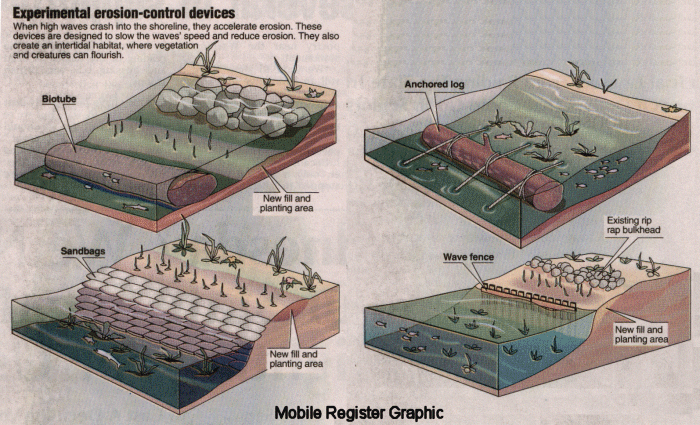 Experimental erosion-control devices
When high waves crash into the shoreline, they accelerate erosion. These
devices are designed to slow the waves' speed and reduce erosion. They also
create an intertidal habitat, where vegetation
and creatures can flourish.
Biotube
New fill and
planting area
Anchored log
Sandbags
New fill and
planting area
Existing rip
rap bulkhead
Wave fence
New fill and
planting area
Mobile Register Graphic